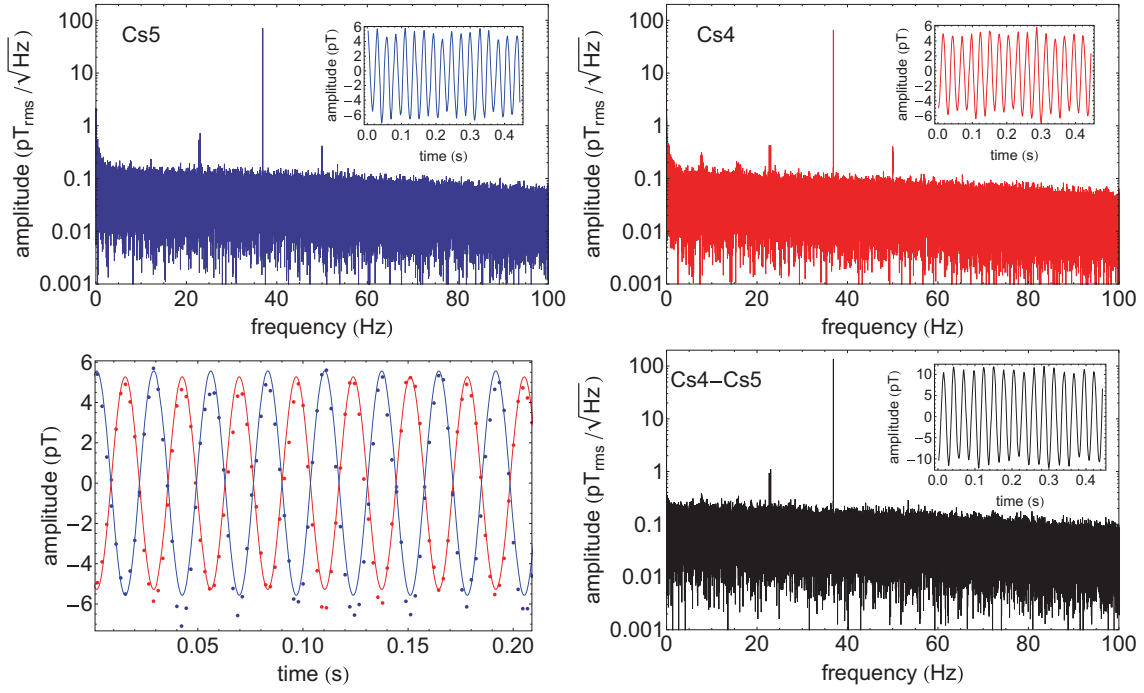 Cs5
amplitude (pT_rms /√Hz)
100
10
1
0.1
0.01
0.001
0 20 40 60 80 100
frequency (Hz)
amplitude (pT)
6
4
2
0
−2
−4
−6
0.0 0.1 0.2 0.3 0.4
time (s)
Cs4
amplitude (pT_rms /√Hz)
100
10
1
0.1
0.01
0.001
0 20 40 60 80 100
frequency (Hz)
amplitude (pT)
6
4
2
0
−2
−4
−6
0.0 0.1 0.2 0.3 0.4
time (s)
amplitude (pT)
6
4
2
0
−2
−4
−6
0.05 0.10 0.15 0.20
time (s)
Cs4−Cs5
amplitude (pT_rms /√Hz)
100
10
1
0.1
0.01
0.001
0 20 40 60 80 100
frequency (Hz)
amplitude (pT)
10
5
0
−5
−10
0.0 0.1 0.2 0.3 0.4
time (s)